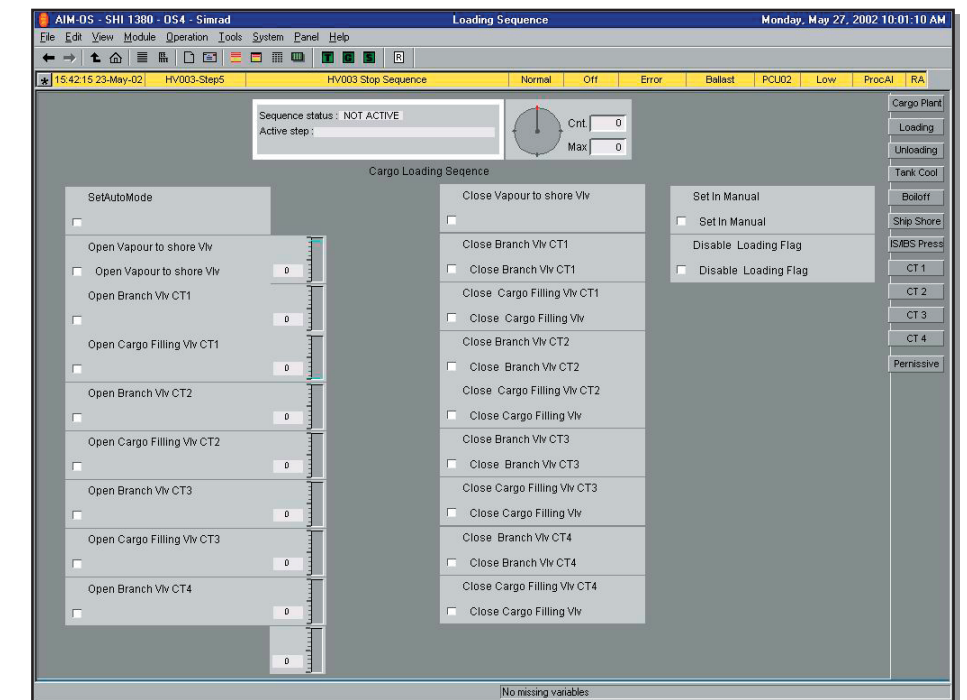 AIM-OS - SHI 1380 - OS4 - Simrad Loading Sequence Monday, May 27, 2002 10:01:10 AM
File Edit View Module Operation Tools System Panel Help
T G S R
* 15:42:15 23-May-02 HV003-Step5 HV003 Stop Sequence Normal Off Error Ballast PCU02 Low ProcAl RA
Sequence status : NOT ACTIVE
Active step :
Cnt. 0
Max 0
Cargo Loading Seqence
SetAutoMode
Open Vapour to shore Vlv
Open Vapour to shore Vlv 0
Open Branch Vlv CT1
0
Open Cargo Filling Vlv CT1
0
Open Branch Vlv CT2
0
Open Cargo Filling Vlv CT2
0
Open Branch Vlv CT3
0
Open Cargo Filling Vlv CT3
0
Open Branch Vlv CT4
0
0
Close Vapour to shore Vlv
Close Branch Vlv CT1
Close Branch Vlv CT1
Close Cargo Filling Vlv CT1
Close Cargo Filling Vlv
Close Branch Vlv CT2
Close Branch Vlv CT2
Close Cargo Filling Vlv CT2
Close Cargo Filling Vlv
Close Branch Vlv CT3
Close Branch Vlv CT3
Close Cargo Filling Vlv CT3
Close Cargo Filling Vlv
Close Branch Vlv CT4
Close Branch Vlv CT4
Close Cargo Filling Vlv CT4
Close Cargo Filling Vlv
Set In Manual
Set In Manual
Disable Loading Flag
Disable Loading Flag
Cargo Plant
Loading
Unloading
Tank Cool
Boiloff
Ship Shore
IS/IBS Press
CT 1
CT 2
CT 3
CT 4
Pernissive
No missing variables